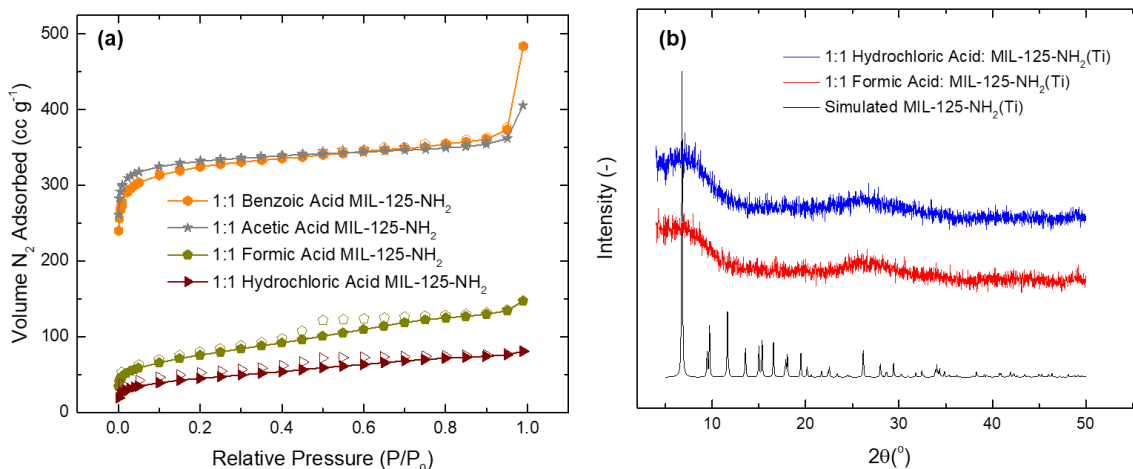 (a)
500
400
300
200
100
0
Volume N₂ Adsorbed (cc g⁻¹)
1:1 Benzoic Acid MIL-125-NH₂
1:1 Acetic Acid MIL-125-NH₂
1:1 Formic Acid MIL-125-NH₂
1:1 Hydrochloric Acid MIL-125-NH₂
0.0 0.2 0.4 0.6 0.8 1.0
Relative Pressure (P/P₀)
(b)
1:1 Hydrochloric Acid: MIL-125-NH₂(Ti)
1:1 Formic Acid: MIL-125-NH₂(Ti)
Simulated MIL-125-NH₂(Ti)
Intensity (-)
10 20 30 40 50
2θ(°)